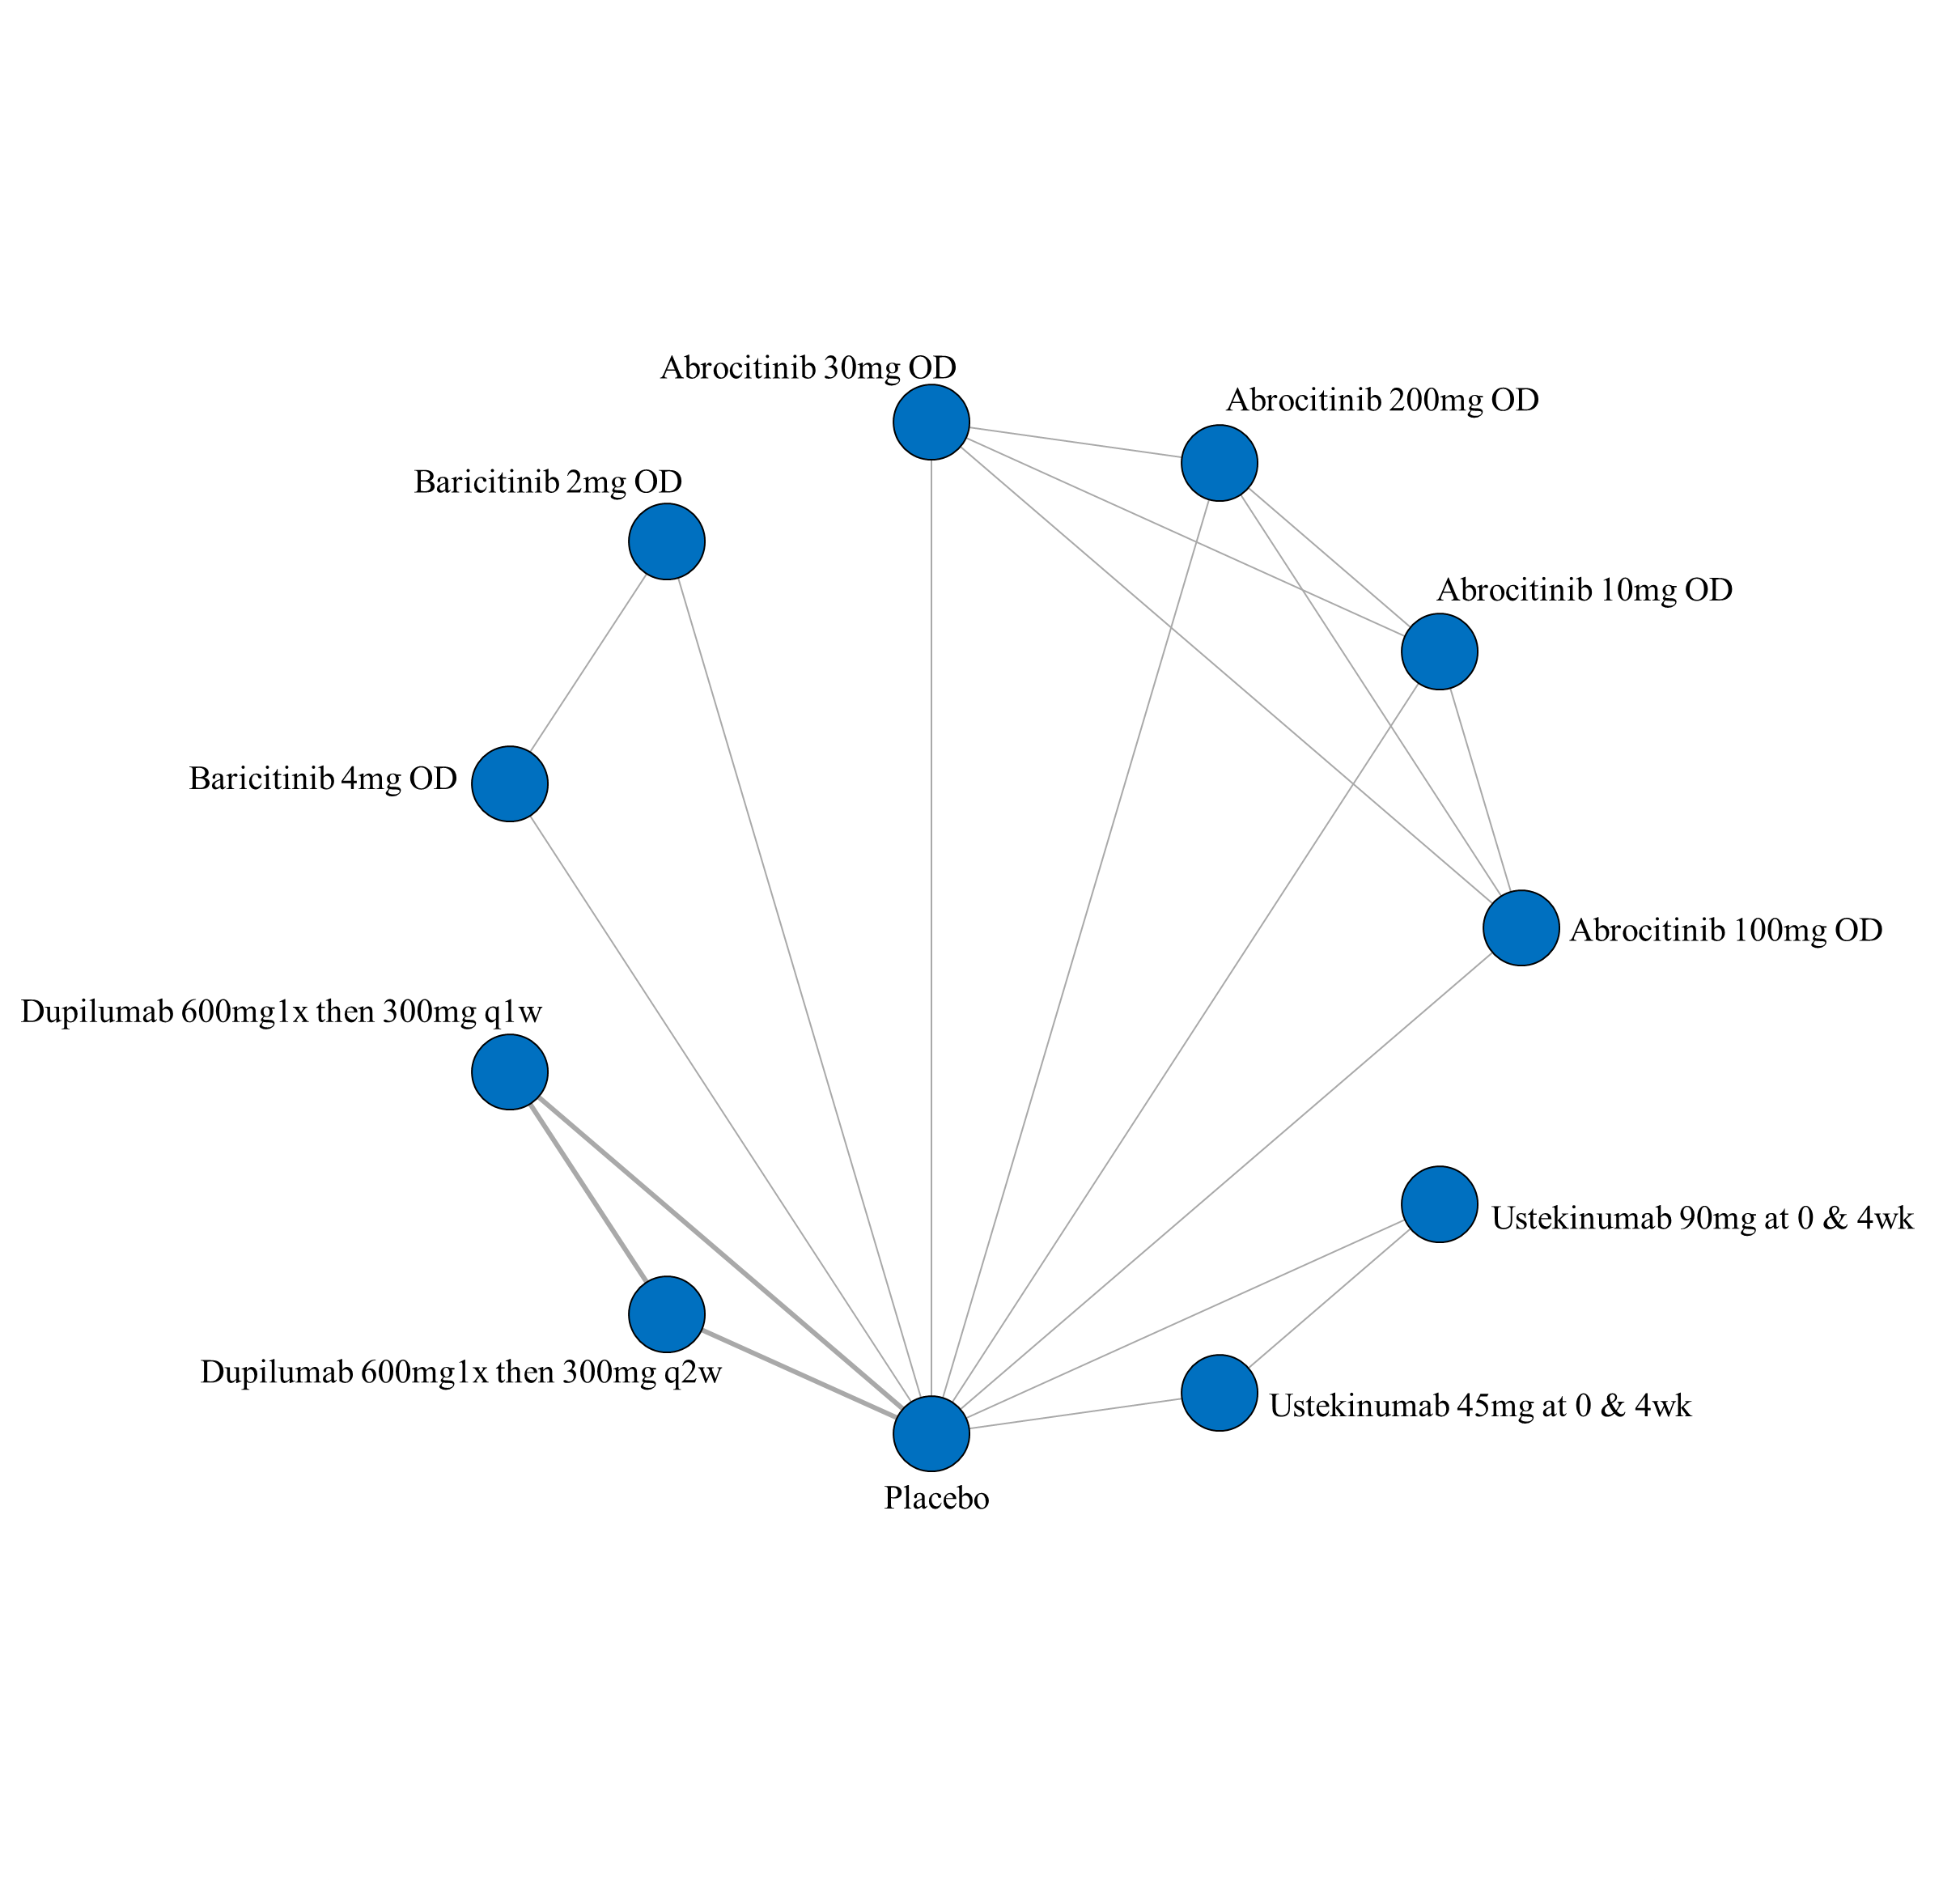 Abrocitinib 30mg OD
Abrocitinib 200mg OD
Baricitinib 2mg OD
Abrocitinib 10mg OD
Baricitinib 4mg OD
Abrocitinib 100mg OD
Dupilumab 600mg1x then 300mg q1w
Ustekinumab 90mg at 0 & 4wk
Dupilumab 600mg1x then 300mg q2w
Ustekinumab 45mg at 0 & 4wk
Placebo